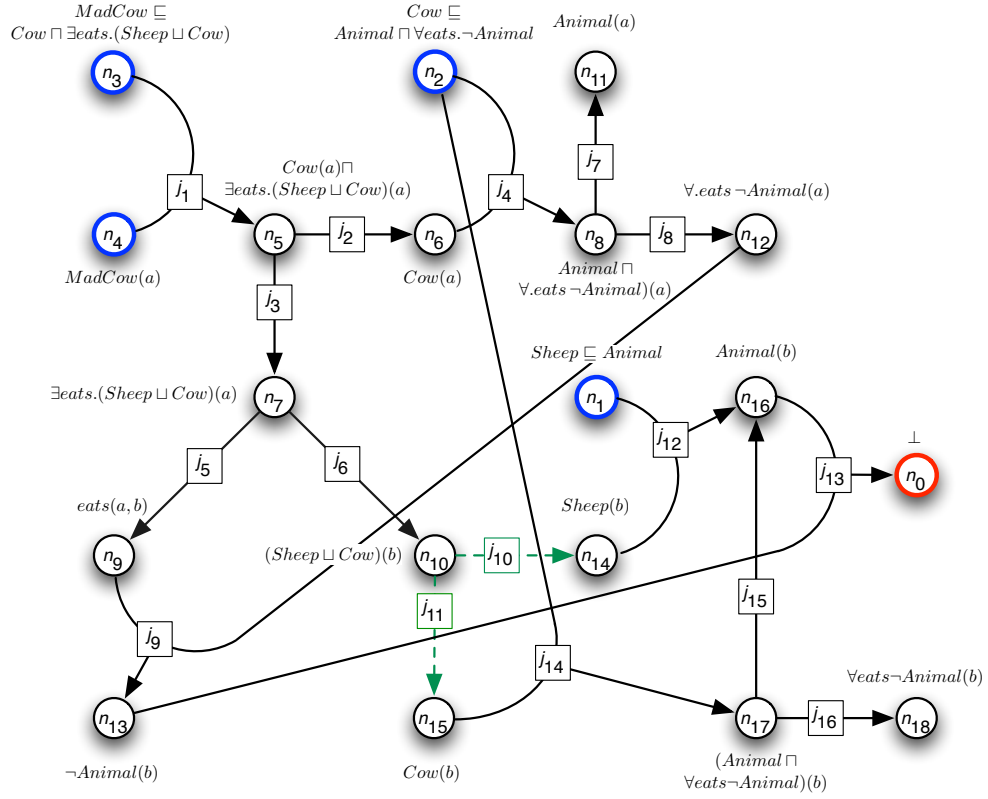 MadCow ⊑
Cow ⊓ ∃eats.(Sheep ⊔ Cow)
Cow ⊑
Animal ⊓ ∀eats.¬Animal
Animal(a)
n3
n2
n11
j7
j1
Cow(a)⊓
∃eats.(Sheep ⊔ Cow)(a)
j4
∀.eats ¬Animal(a)
n4
n5
j2
n6
n8
j8
n12
MadCow(a)
Cow(a)
Animal ⊓
∀.eats ¬Animal)(a)
j3
Sheep ⊑ Animal
Animal(b)
∃eats.(Sheep ⊔ Cow)(a)
n7
n1
n16
j12
⊥
j5
j6
j13
n0
eats(a, b)
Sheep(b)
n9
(Sheep ⊔ Cow)(b)
n10
j10
n14
j11
j15
j9
j14
∀eats¬Animal(b)
n13
n15
n17
j16
n18
¬Animal(b)
Cow(b)
(Animal ⊓
∀eats¬Animal)(b)